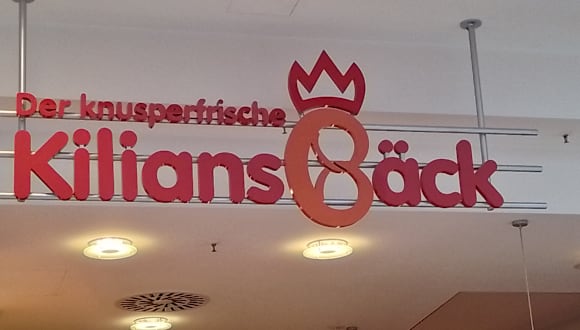 Der knusperfrische
KiliansBäck